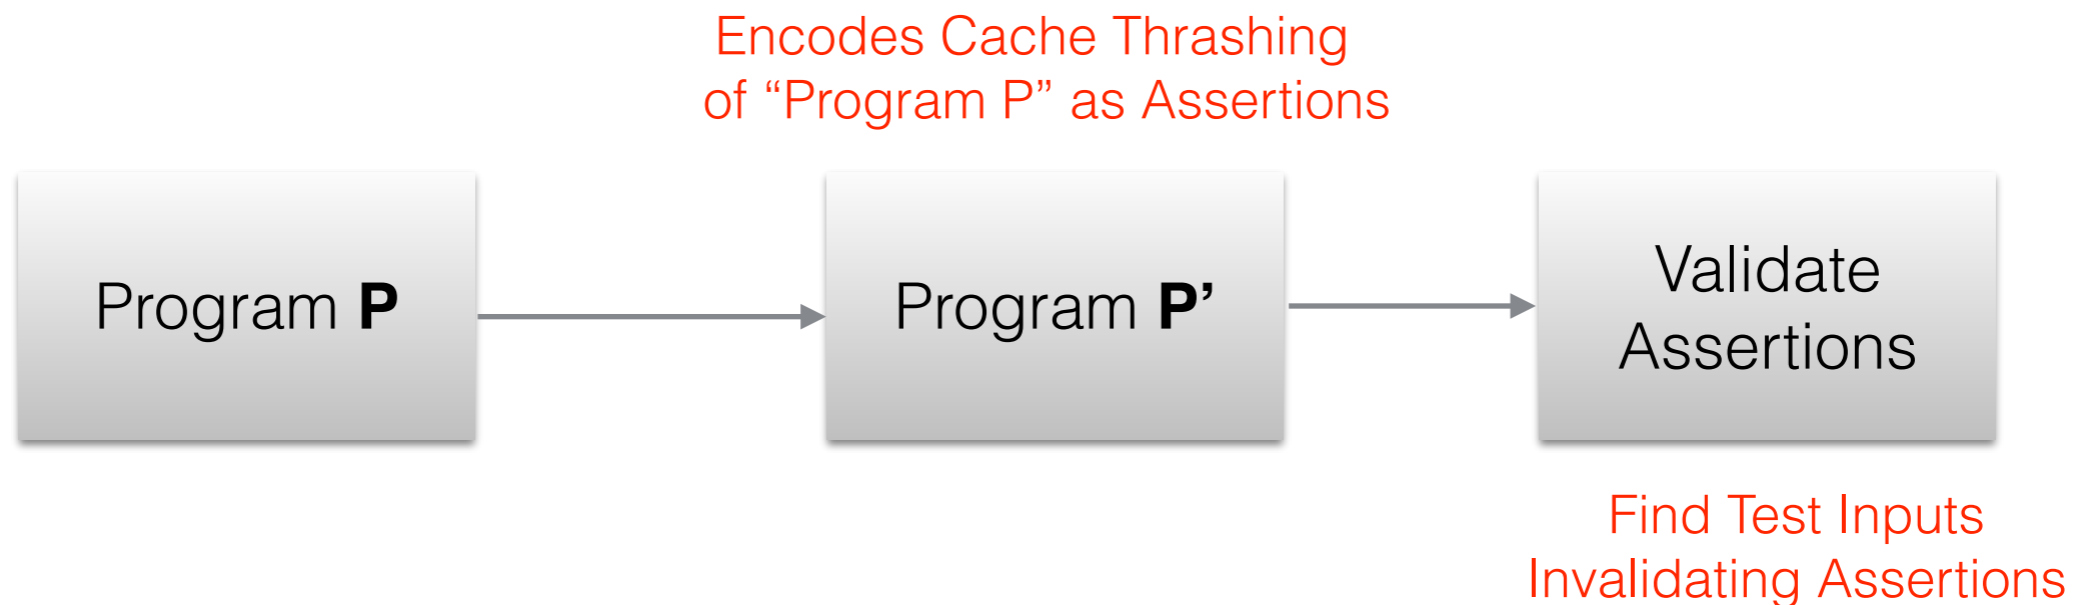 Encodes Cache Thrashing
of “Program P” as Assertions
Program P
Program P’
Validate
Assertions
Find Test Inputs
Invalidating Assertions